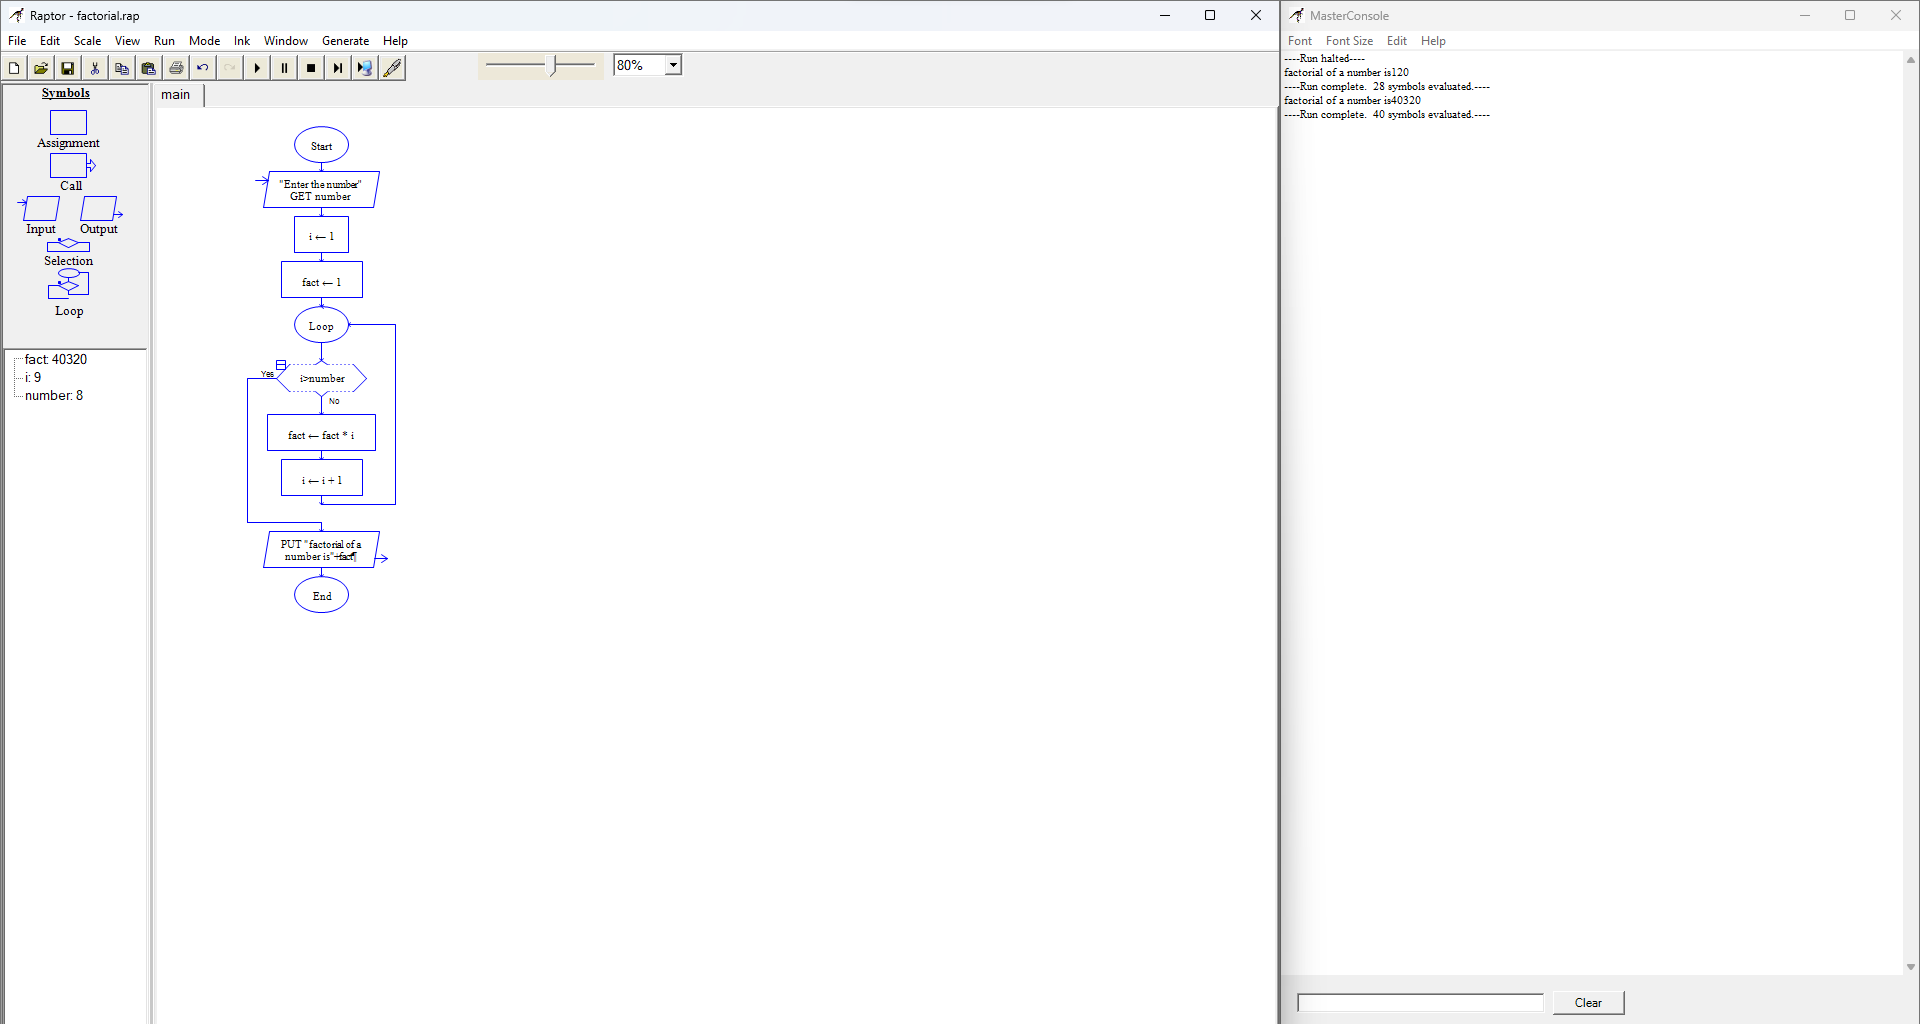 Raptor - factorial.rap
File Edit Scale View Run Mode Ink Window Generate Help
80%
Symbols
Assignment
Call
Input Output
Selection
Loop
fact: 40320
i: 9
number: 8
main
Start
"Enter the number"
GET number
i ← 1
fact ← 1
Loop
Yes
i>number
No
fact ← fact * i
i ← i + 1
PUT "factorial of a
number is"+fact¶
End
MasterConsole
Font Font Size Edit Help
----Run halted----
factorial of a number is120
----Run complete.  28 symbols evaluated.----
factorial of a number is40320
----Run complete.  40 symbols evaluated.----
Clear